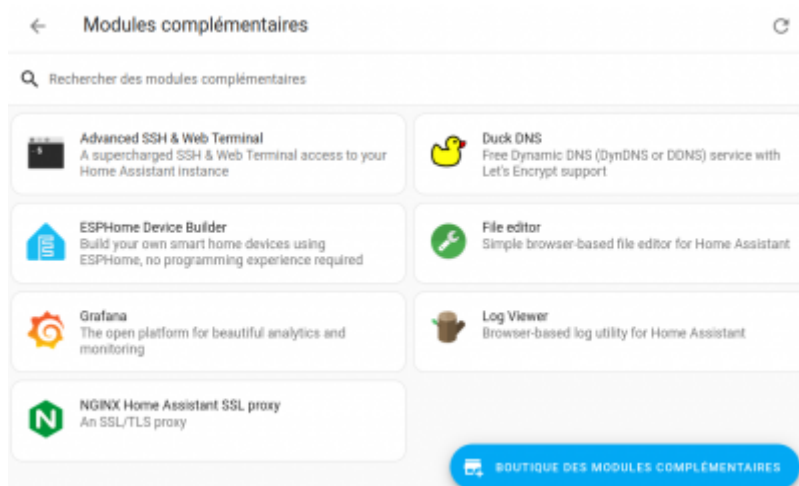 Modules complémentaires
Rechercher des modules complémentaires
Advanced SSH & Web Terminal
A supercharged SSH & Web Terminal access to your
Home Assistant instance
Duck DNS
Free Dynamic DNS (DynDNS or DDNS) service with
Let's Encrypt support
ESPHome Device Builder
Build your own smart home devices using
ESPHome, no programming experience required
File editor
Simple browser-based file editor for Home Assistant
Grafana
The open platform for beautiful analytics and
monitoring
Log Viewer
Browser-based log utility for Home Assistant
NGINX Home Assistant SSL proxy
An SSL/TLS proxy
BOUTIQUE DES MODULES COMPLÉMENTAIRES